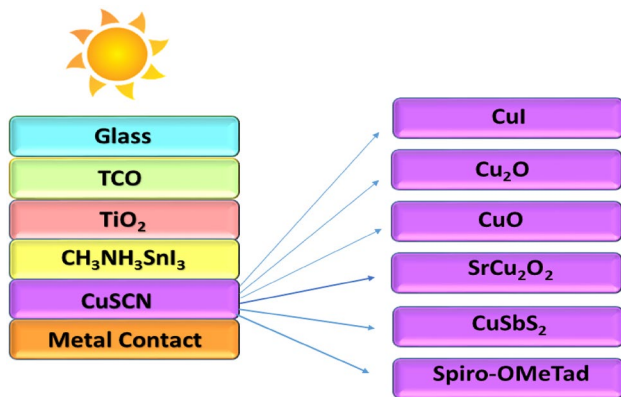 Glass
TCO
TiO₂
CH₃NH₃SnI₃
CuSCN
Metal Contact
CuI
Cu₂O
CuO
SrCu₂O₂
CuSbS₂
Spiro-OMeTad